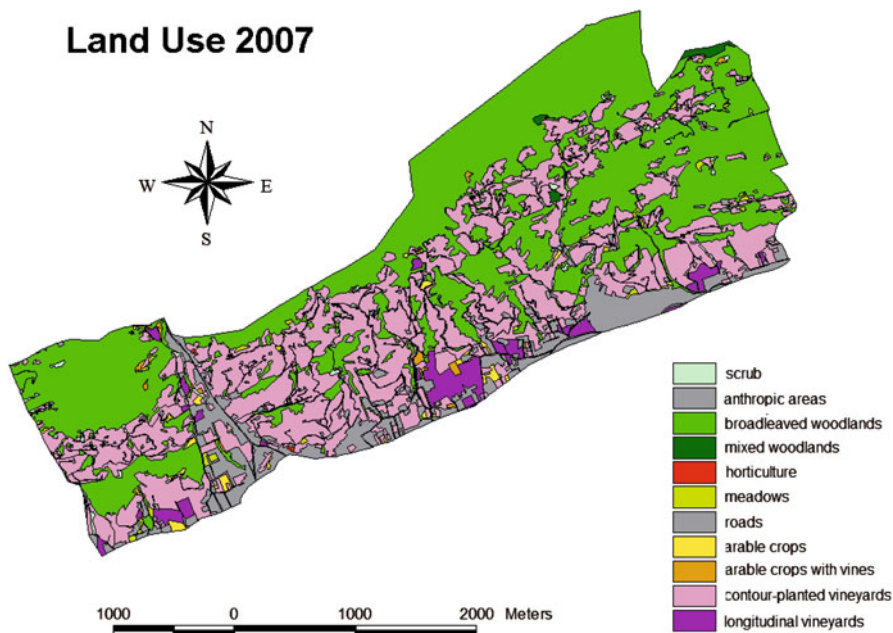 Land Use 2007
N
W E
S
scrub
anthropic areas
broadleaved woodlands
mixed woodlands
horticulture
meadows
roads
arable crops
arable crops with vines
contour-planted vineyards
longitudinal vineyards
1000 0 1000 2000 Meters